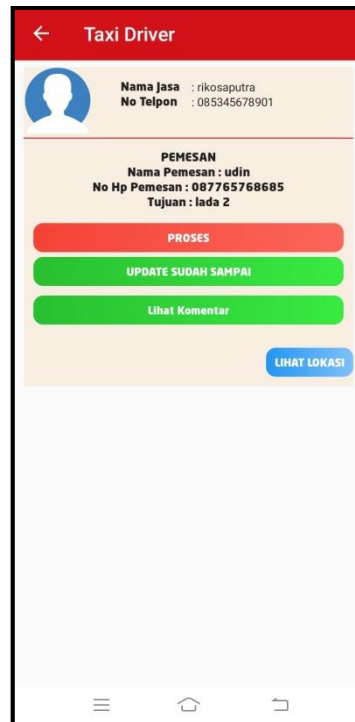 Taxi Driver
Nama Jasa : rikosaputra
No Telpon : 085345678901
PEMESAN
Nama Pemesan : udin
No Hp Pemesan : 087765768685
Tujuan : lada 2
PROSES
UPDATE SUDAH SAMPAI
Lihat Komentar
LIHAT LOKASI